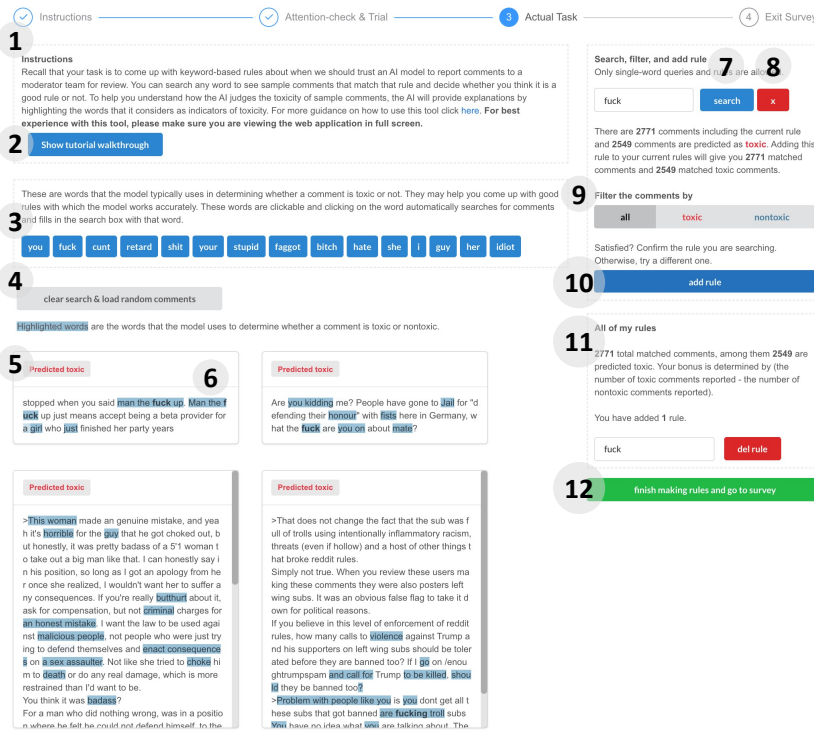 Instructions
Attention-check & Trial
3 Actual Task
4 Exit Survey
1
Instructions
Recall that your task is to come up with keyword-based rules about when we should trust an AI model to report comments to a
moderator team for review. You can search any word to see sample comments that match that rule and decide whether you think it is a
good rule or not. To help you understand how the AI judges the toxicity of sample comments, the AI will provide explanations by
highlighting the words that it considers as indicators of toxicity. For more guidance on how to use this tool click here. For best
experience with this tool, please make sure you are viewing the web application in full screen.
2
Show tutorial walkthrough
These are words that the model typically uses in determining whether a comment is toxic or not. They may help you come up with good
rules with which the model works accurately. These words are clickable and clicking on the word automatically searches for comments
and fills in the search box with that word.
3
you fuck cunt retard shit your stupid faggot bitch hate she i guy her idiot
4
clear search & load random comments
Highlighted words are the words that the model uses to determine whether a comment is toxic or nontoxic.
5
Predicted toxic
6
stopped when you said man the fuck up. Man the f
uck up just means accept being a beta provider for
a girl who just finished her party years
Predicted toxic
Are you kidding me? People have gone to Jail for "d
efending their honour" with fists here in Germany, w
hat the fuck are you on about mate?
Predicted toxic
>This woman made an genuine mistake, and yea
h it's horrible for the guy that he got choked out, b
ut honestly, it was pretty badass of a 5'1 woman t
o take out a big man like that. I can honestly say i
n his position, so long as I got an apology from he
r once she realized, I wouldn't want her to suffer a
ny consequences. If you're really butthurt about it,
ask for compensation, but not criminal charges for
an honest mistake. I want the law to be used agai
nst malicious people, not people who were just try
ing to defend themselves and enact consequence
s on a sex assaulter. Not like she tried to choke hi
m to death or do any real damage, which is more
restrained than I'd want to be.
You think it was badass?
For a man who did nothing wrong, was in a positio
n where he felt he could not defend himself, to the
Predicted toxic
>That does not change the fact that the sub was f
ull of trolls using intentionally inflammatory racism,
threats (even if hollow) and a host of other things t
hat broke reddit rules.
Simply not true. When you review these users ma
king these comments they were also posters left
wing subs. It was an obvious false flag to take it d
own for political reasons.
If you believe in this level of enforcement of reddit
rules, how many calls to violence against Trump a
nd his supporters on left wing subs should be toler
ated before they are banned too? If I go on /enou
ghtrumpspam and call for Trump to be killed, shou
ld they be banned too?
>Problem with people like you is you dont get all t
hese subs that got banned are fucking troll subs
You have no idea what you are talking about. The
Search, filter, and add rule
7 8
Only single-word queries and rules are allowed.
fuck search x
There are 2771 comments including the current rule
and 2549 comments are predicted as toxic. Adding this
rule to your current rules will give you 2771 matched
comments and 2549 matched toxic comments.
9
Filter the comments by
all toxic nontoxic
Satisfied? Confirm the rule you are searching.
Otherwise, try a different one.
10
add rule
11
All of my rules
2771 total matched comments, among them 2549 are
predicted toxic. Your bonus is determined by (the
number of toxic comments reported - the number of
nontoxic comments reported).
You have added 1 rule.
fuck del rule
12
finish making rules and go to survey